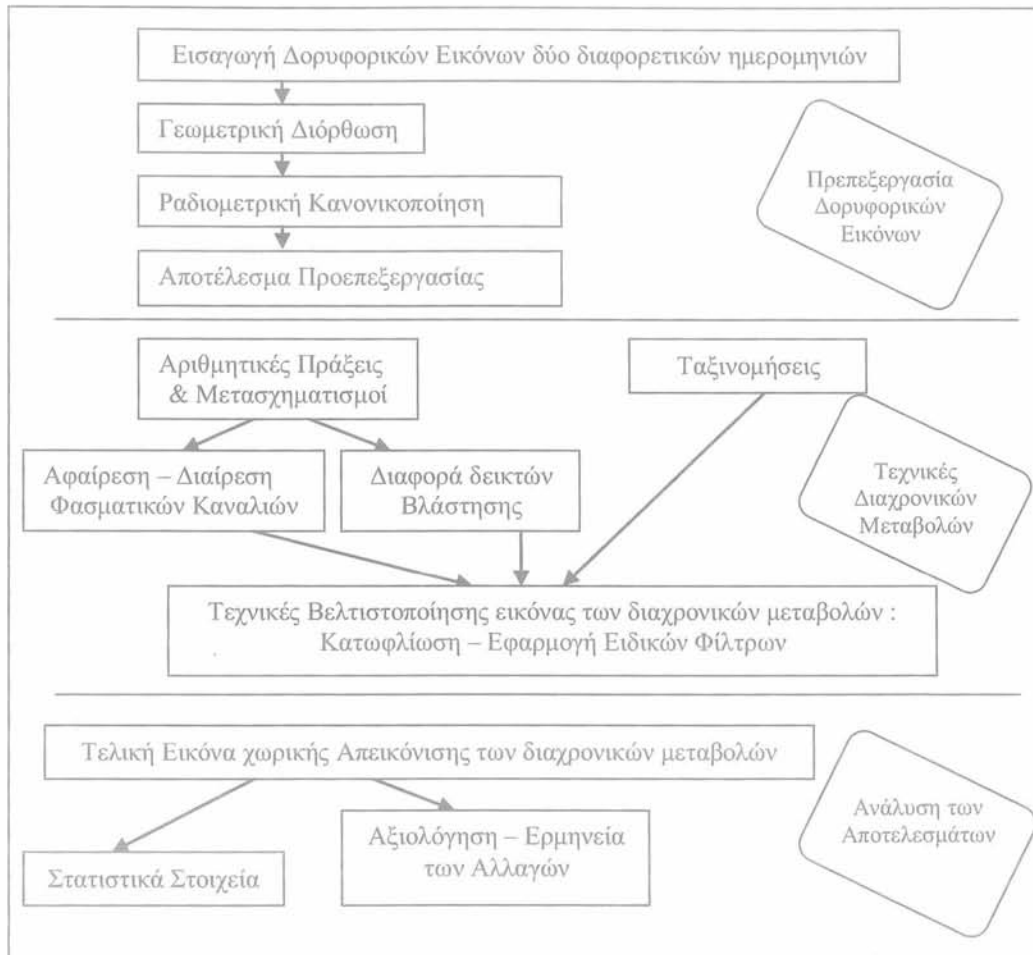 Εισαγωγή Δορυφορικών Εικόνων δύο διαφορετικών ημερομηνιών
Γεωμετρική Διόρθωση
Ραδιομετρική Κανονικοποίηση
Αποτέλεσμα Προεπεξεργασίας
Πρεπεξεργασία
Δορυφορικών
Εικόνων
Αριθμητικές Πράξεις
& Μετασχηματισμοί
Ταξινομήσεις
Αφαίρεση – Διαίρεση
Φασματικών Καναλιών
Διαφορά δεικτών
Βλάστησης
Τεχνικές
Διαχρονικών
Μεταβολών
Τεχνικές Βελτιστοποίησης εικόνας των διαχρονικών μεταβολών :
Κατωφλίωση – Εφαρμογή Ειδικών Φίλτρων
Τελική Εικόνα χωρικής Απεικόνισης των διαχρονικών μεταβολών
Στατιστικά Στοιχεία
Αξιολόγηση – Ερμηνεία
των Αλλαγών
Ανάλυση των
Αποτελεσμάτων